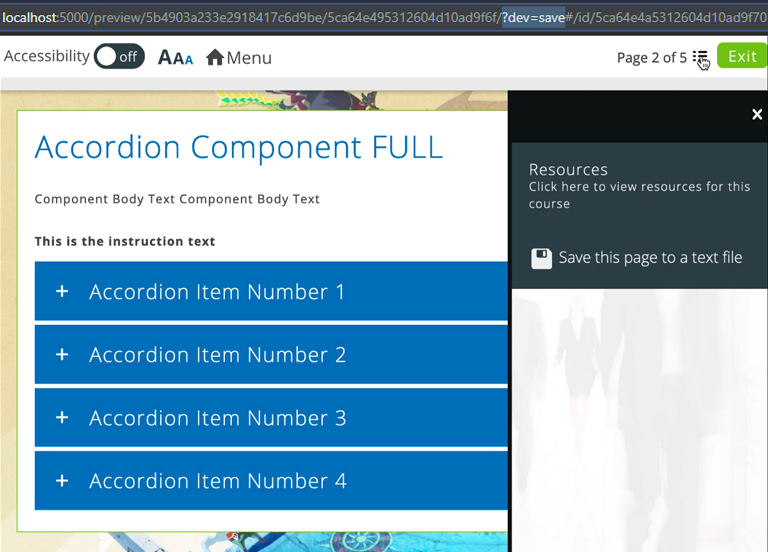 localhost:5000/preview/5b4903a233e2918417c6d9be/5ca64e495312604d10ad9f6f/?dev=save#/id/5ca64e4a5312604d10ad9f70
Accessibility off AAA Menu Page 2 of 5 Exit
Accordion Component FULL
Component Body Text Component Body Text
This is the instruction text
+ Accordion Item Number 1
+ Accordion Item Number 2
+ Accordion Item Number 3
+ Accordion Item Number 4
×
Resources
Click here to view resources for this
course
Save this page to a text file